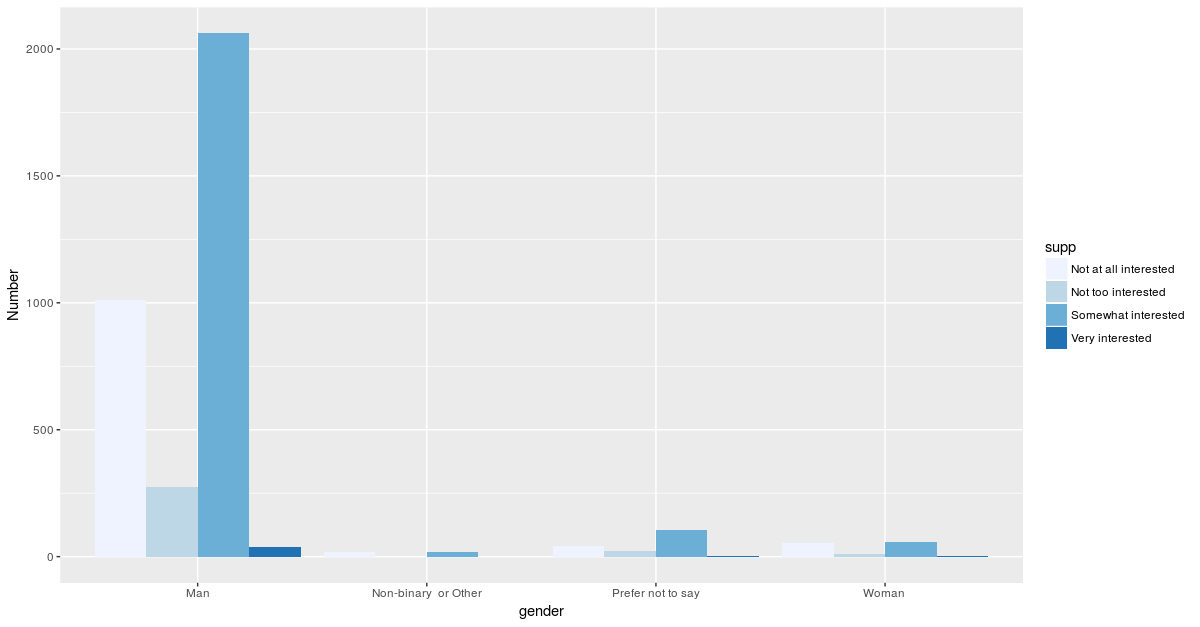 2000
1500
1000
500
0
Number
Man
Non-binary  or Other
Prefer not to say
Woman
gender
supp
Not at all interested
Not too interested
Somewhat interested
Very interested